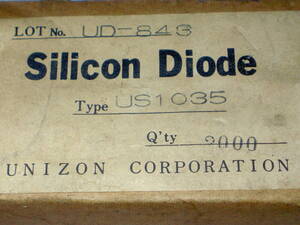 LOT No. UD-843
Silicon Diode
Type US1035
Q'ty 2000
UNIZON CORPORATION